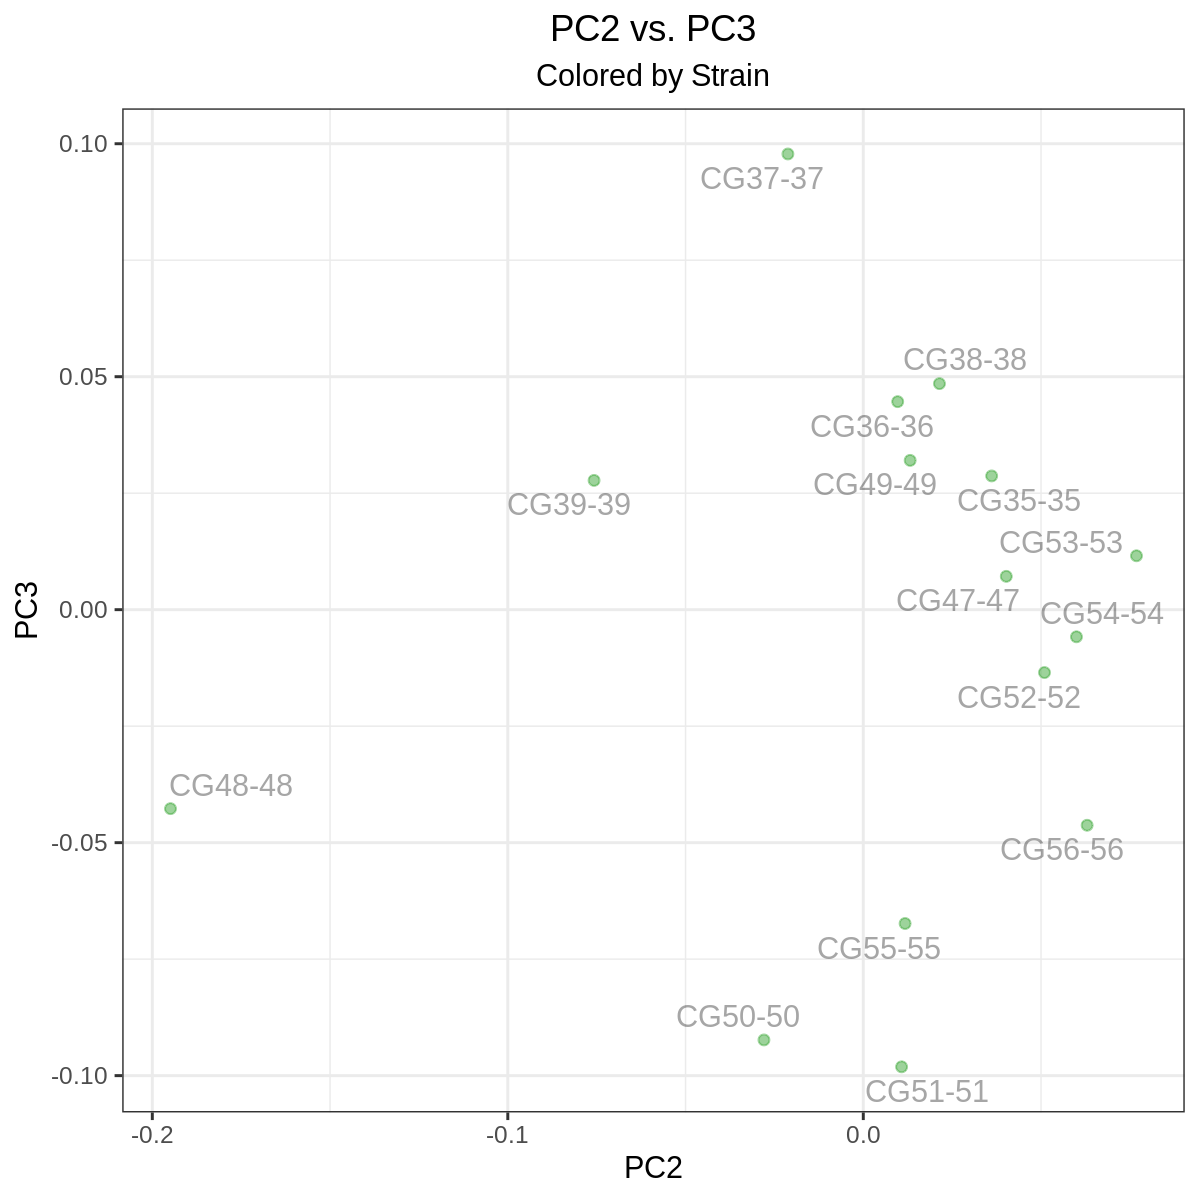 PC2 vs. PC3
Colored by Strain
0.10
CG37-37
CG38-38
0.05
CG36-36
CG49-49
CG35-35
CG39-39
CG53-53
CG47-47
0.00
CG54-54
PC3
CG52-52
CG48-48
-0.05
CG56-56
CG55-55
CG50-50
-0.10
CG51-51
-0.2
-0.1
0.0
PC2